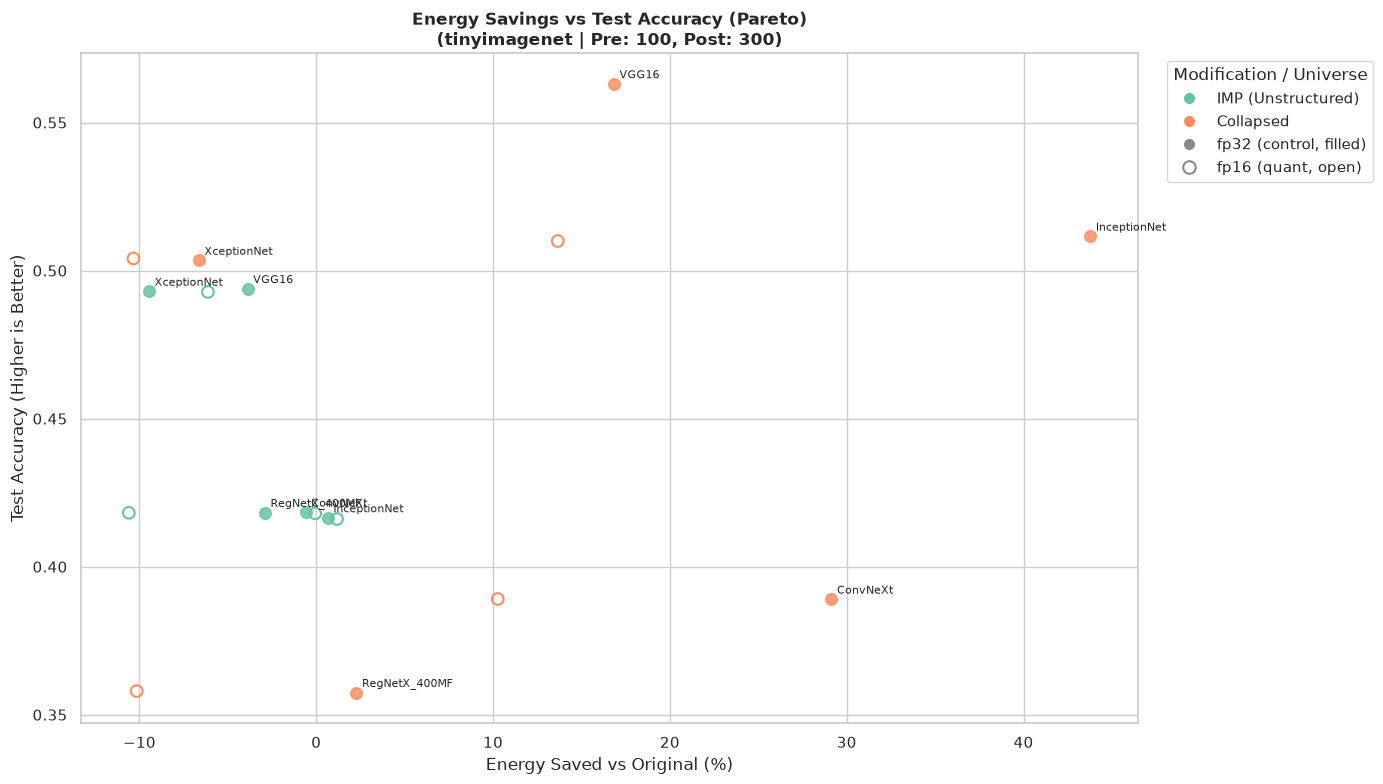 Energy Savings vs Test Accuracy (Pareto)
(tinyimagenet | Pre: 100, Post: 300)
Modification / Universe
IMP (Unstructured)
Collapsed
fp32 (control, filled)
fp16 (quant, open)
Test Accuracy (Higher is Better)
0.55
0.50
0.45
0.40
0.35
VGG16
InceptionNet
XceptionNet
XceptionNet
VGG16
RegNetX_400MF
ConvNeXt
InceptionNet
ConvNeXt
RegNetX_400MF
−10
0
10
20
30
40
Energy Saved vs Original (%)